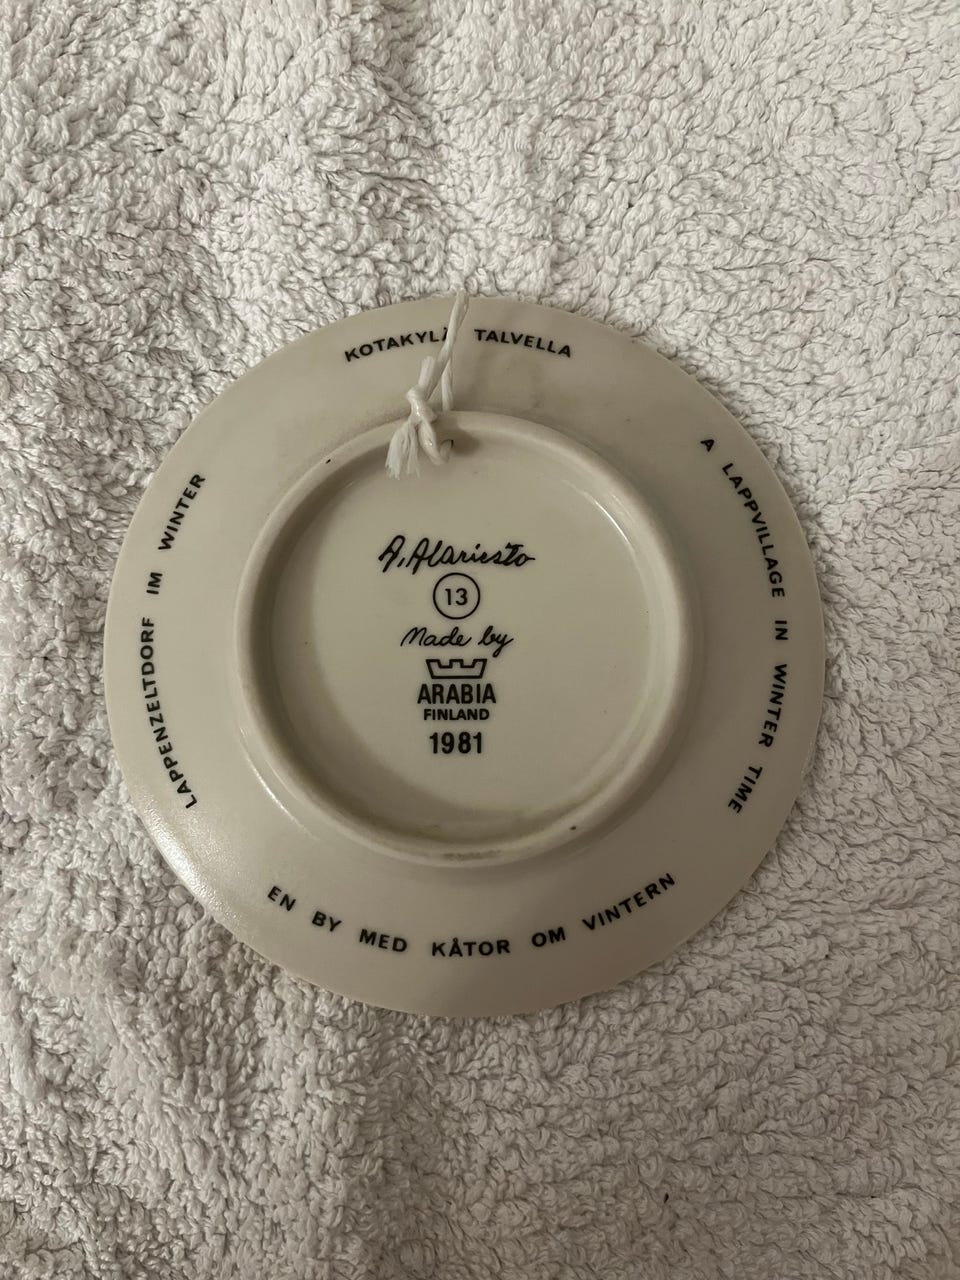 KOTAKYLÄ TALVELLA
A LAPPVILLAGE IN WINTER TIME
EN BY MED KÅTOR OM VINTERN
LAPPENZELTDORF IM WINTER
A. Alariesto
13
Made by
ARABIA
FINLAND
1981